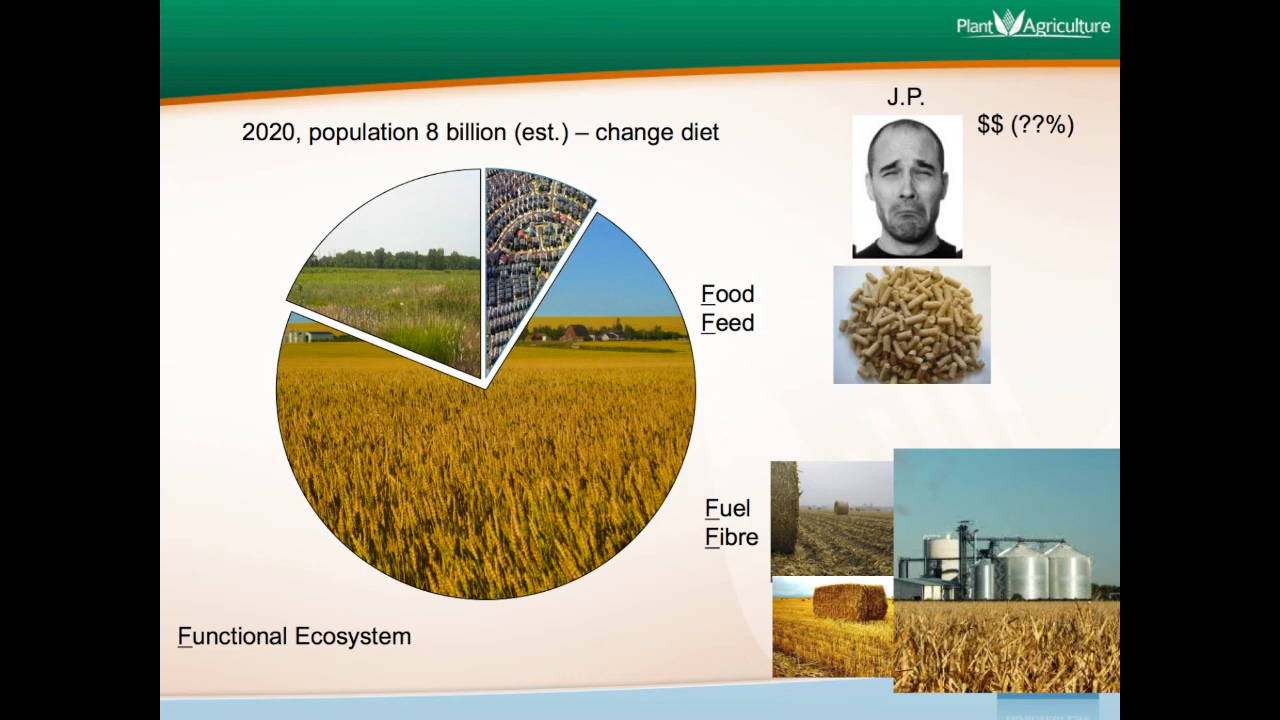 Plant Agriculture
J.P.
2020, population 8 billion (est.) – change diet
$$ (??%)
Food
Feed
Fuel
Fibre
Functional Ecosystem